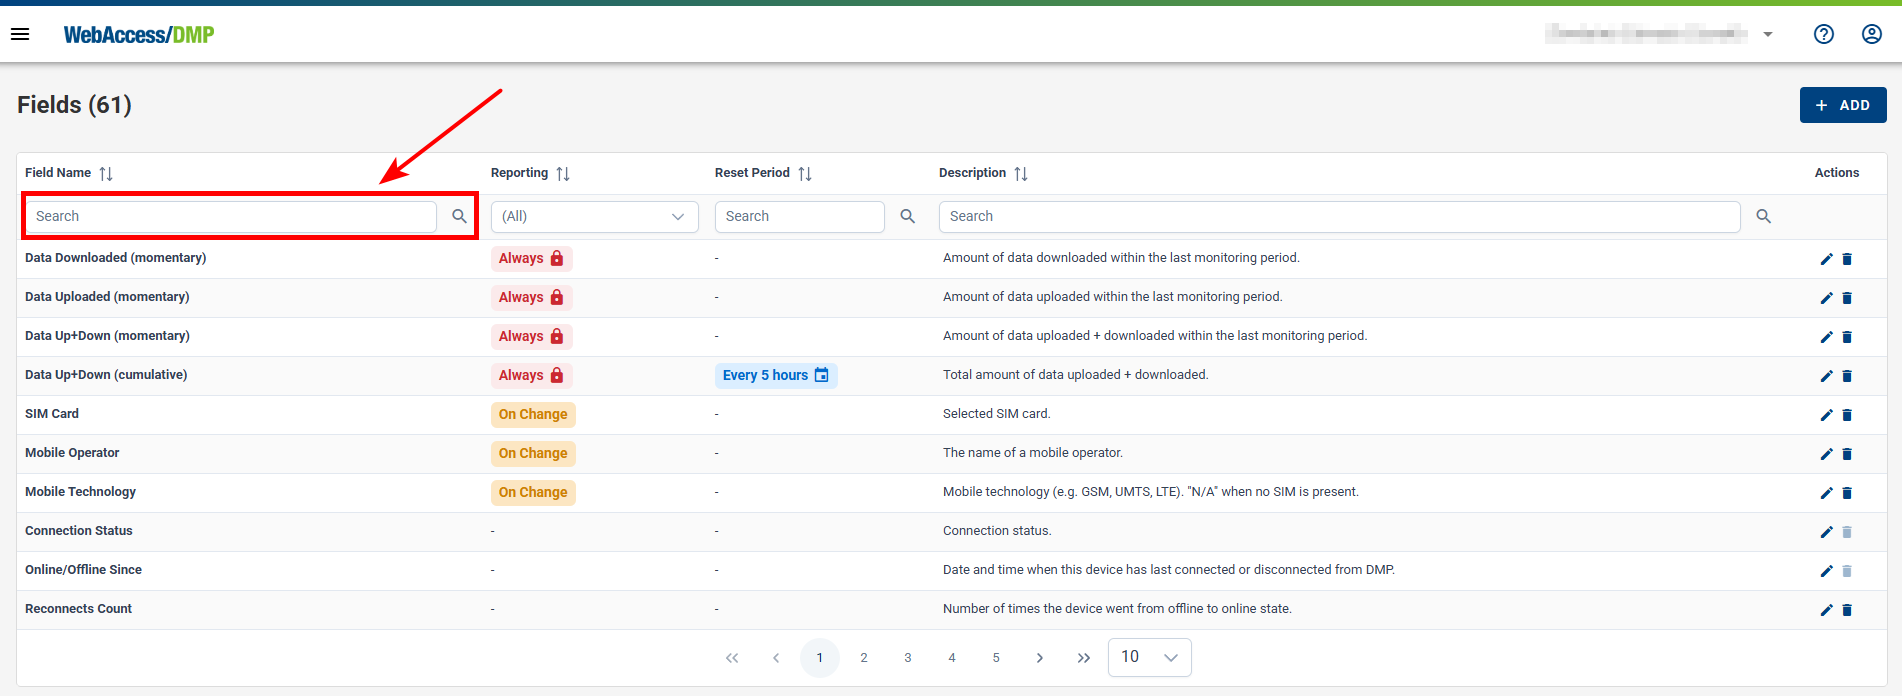 WebAccess/DMP
Fields (61)
+ ADD
Field Name Reporting Reset Period Description Actions
Search (All) Search Search
Data Downloaded (momentary) Always - Amount of data downloaded within the last monitoring period.
Data Uploaded (momentary) Always - Amount of data uploaded within the last monitoring period.
Data Up+Down (momentary) Always - Amount of data uploaded + downloaded within the last monitoring period.
Data Up+Down (cumulative) Always Every 5 hours Total amount of data uploaded + downloaded.
SIM Card On Change - Selected SIM card.
Mobile Operator On Change - The name of a mobile operator.
Mobile Technology On Change - Mobile technology (e.g. GSM, UMTS, LTE). "N/A" when no SIM is present.
Connection Status - - Connection status.
Online/Offline Since - - Date and time when this device has last connected or disconnected from DMP.
Reconnects Count - - Number of times the device went from offline to online state.
« ‹ 1 2 3 4 5 › » 10